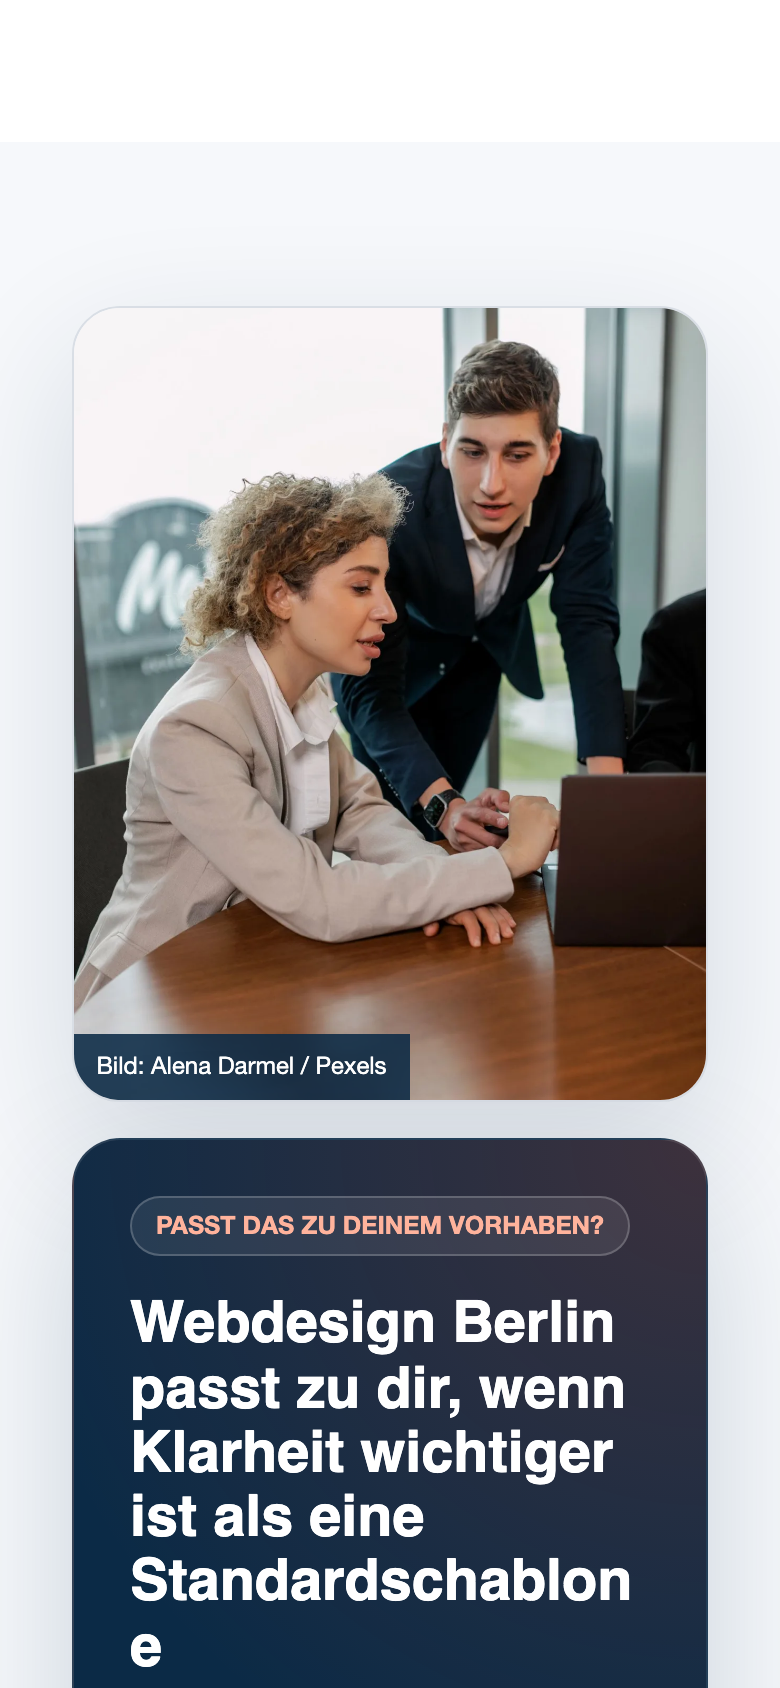 Bild: Alena Darmel / Pexels
PASST DAS ZU DEINEM VORHABEN?
Webdesign Berlin
passt zu dir, wenn
Klarheit wichtiger
ist als eine
Standardschablon
e